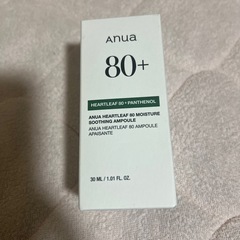 Anua
80+
HEARTLEAF 80 + PANTHENOL
ANUA HEARTLEAF 80 MOISTURE
SOOTHING AMPOULE
ANUA HEARTLEAF 80 AMPOULE
APAISANTE
30 ML / 1.01 FL. OZ.